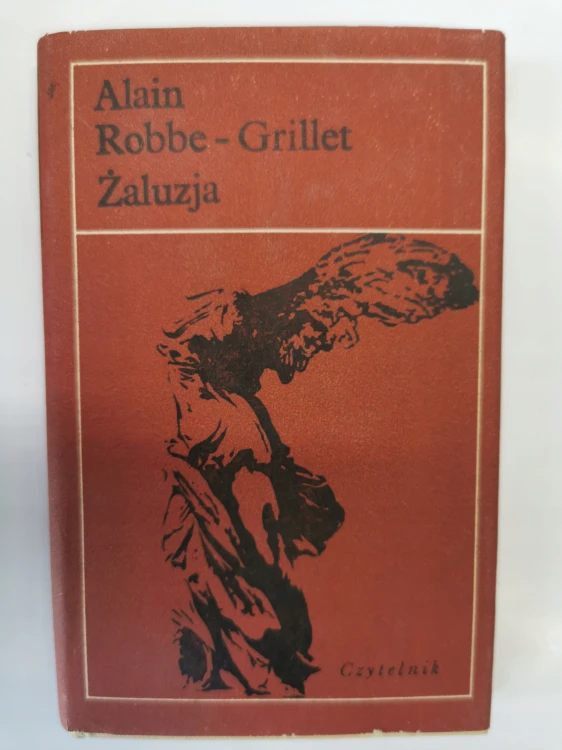 Alain
Robbe-Grillet
Żaluzja
Czytelnik